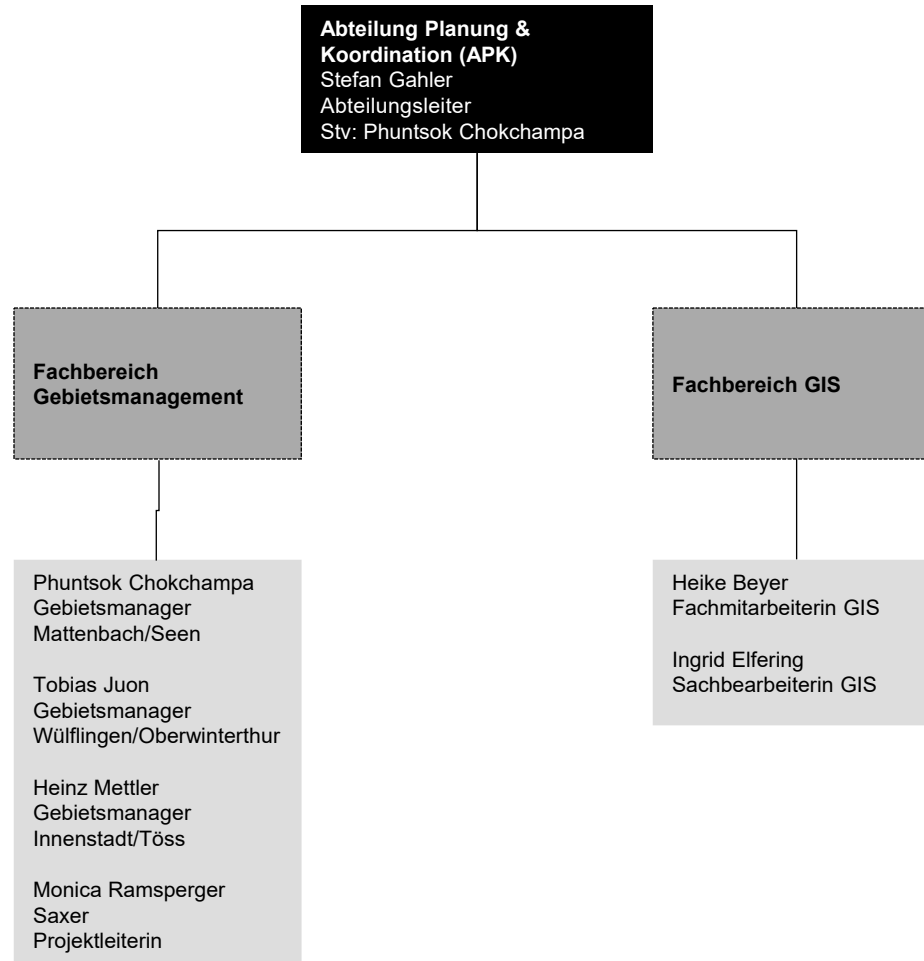 Abteilung Planung &
Koordination (APK)
Stefan Gahler
Abteilungsleiter
Stv: Phuntsok Chokchampa
Fachbereich
Gebietsmanagement
Fachbereich GIS
Phuntsok Chokchampa
Gebietsmanager
Mattenbach/Seen
Tobias Juon
Gebietsmanager
Wülflingen/Oberwinterthur
Heinz Mettler
Gebietsmanager
Innenstadt/Töss
Monica Ramsperger
Saxer
Projektleiterin
Heike Beyer
Fachmitarbeiterin GIS
Ingrid Elfering
Sachbearbeiterin GIS